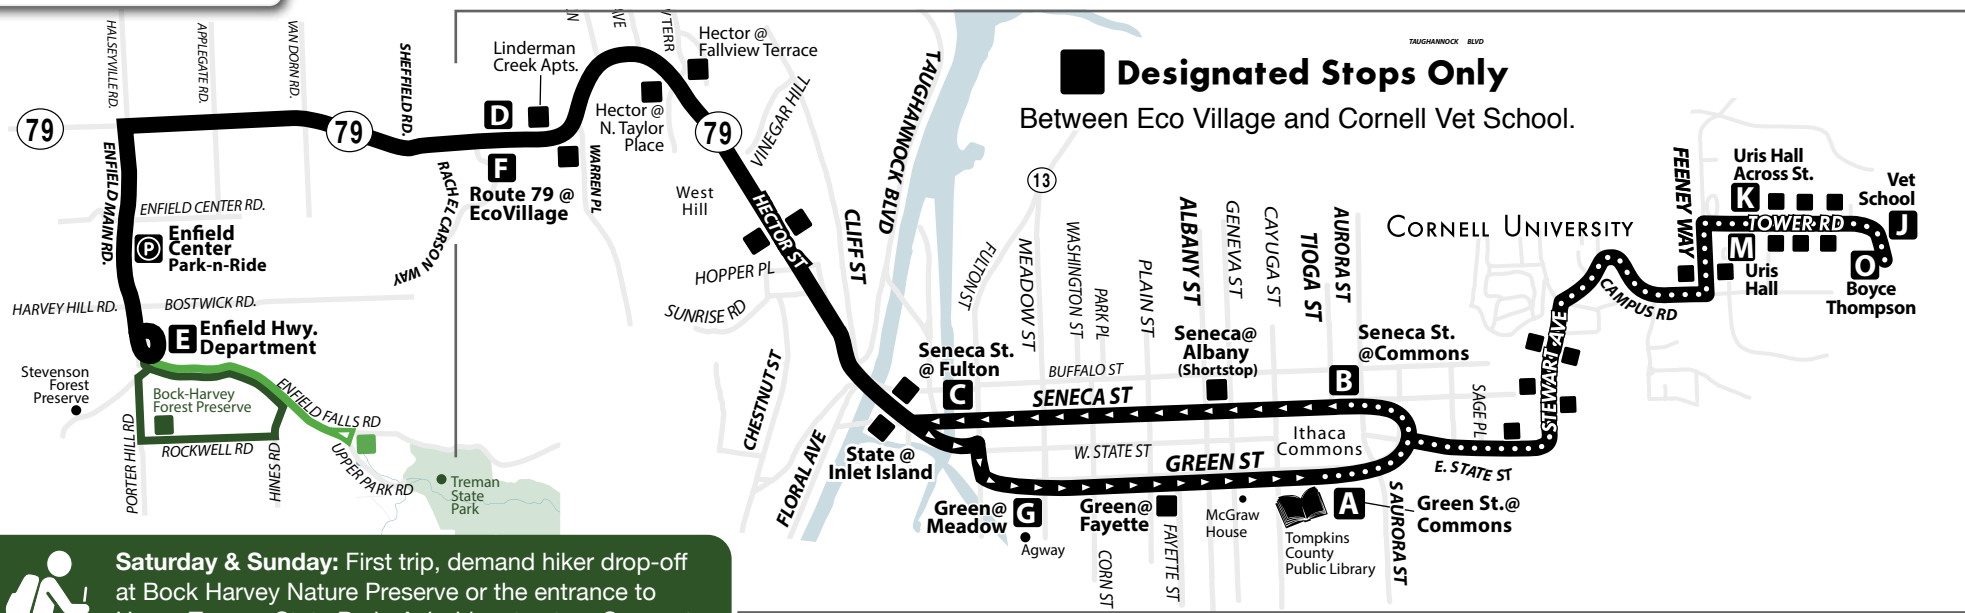 HALSEYVILLE RD.
APPLEGATE RD.
VAN DORN RD.
SHEFFIELD RD.
AVE
TERR
Linderman
Creek Apts.
Hector @
Fallview Terrace
TAUGHANNOCK BLVD
TAUGHANNOCK BLVD
Designated Stops Only
Between Eco Village and Cornell Vet School.
79
79
79
D
F
Route 79 @
EcoVillage
Hector @
N. Taylor
Place
VINEGAR HILL
WARREN PL
RACHEL CARSON WAY
ENFIELD MAIN RD.
ENFIELD CENTER RD.
P
Enfield
Center
Park-n-Ride
HARVEY HILL RD.
BOSTWICK RD.
E
Enfield Hwy.
Department
Stevenson
Forest
Preserve
Bock-Harvey
Forest Preserve
ENFIELD FALLS RD
PORTER HILL RD
ROCKWELL RD
HINES RD
UPPER PARK RD
Treman
State
Park
West
Hill
HECTOR ST
HOPPER PL
SUNRISE RD
CHESTNUT ST
FLORAL AVE
CLIFF ST
13
FULTON ST
MEADOW ST
WASHINGTON ST
PARK PL
PLAIN ST
ALBANY ST
GENEVA ST
CAYUGA ST
TIOGA ST
AURORA ST
CORNELL UNIVERSITY
FEENEY WAY
Uris Hall
Across St.
K
Vet
School
J
TOWER RD
M
Uris
Hall
O
Boyce
Thompson
CAMPUS RD
STEWART AVE
SAGE PL
Seneca St.
@ Fulton
C
BUFFALO ST
SENECA ST
Seneca@
Albany
(Shortstop)
B
Seneca St.
@Commons
State @
Inlet Island
W. STATE ST
GREEN ST
Ithaca
Commons
E. STATE ST
Green@
Meadow
G
Agway
Green@
Fayette
CORN ST
FAYETTE ST
McGraw
House
Tompkins
County
Public Library
A
Green St.@
Commons
S AURORA ST
Saturday & Sunday: First trip, demand hiker drop-off
at Bock Harvey Nature Preserve or the entrance to